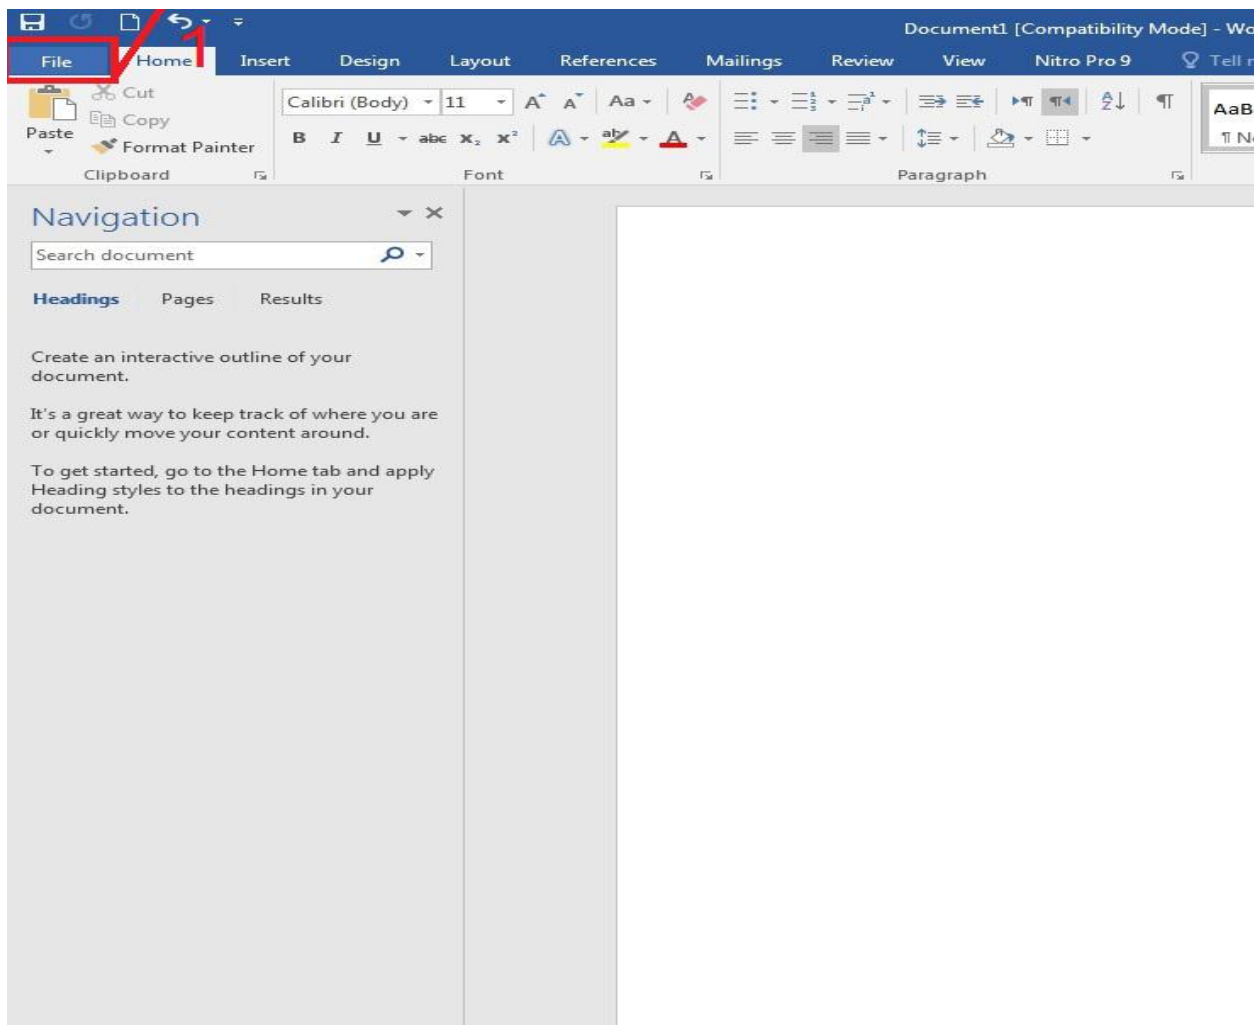 1
Document1 [Compatibility Mode] - Wo
File Home Insert Design Layout References Mailings Review View Nitro Pro 9 Tell
Paste
Cut
Copy
Format Painter
Calibri (Body) 11 Aa
B I U abc X₂ X² A aby A
AaB
¶ No
Clipboard Font Paragraph
Navigation
Search document
Headings Pages Results
Create an interactive outline of your
document.
It's a great way to keep track of where you are
or quickly move your content around.
To get started, go to the Home tab and apply
Heading styles to the headings in your
document.